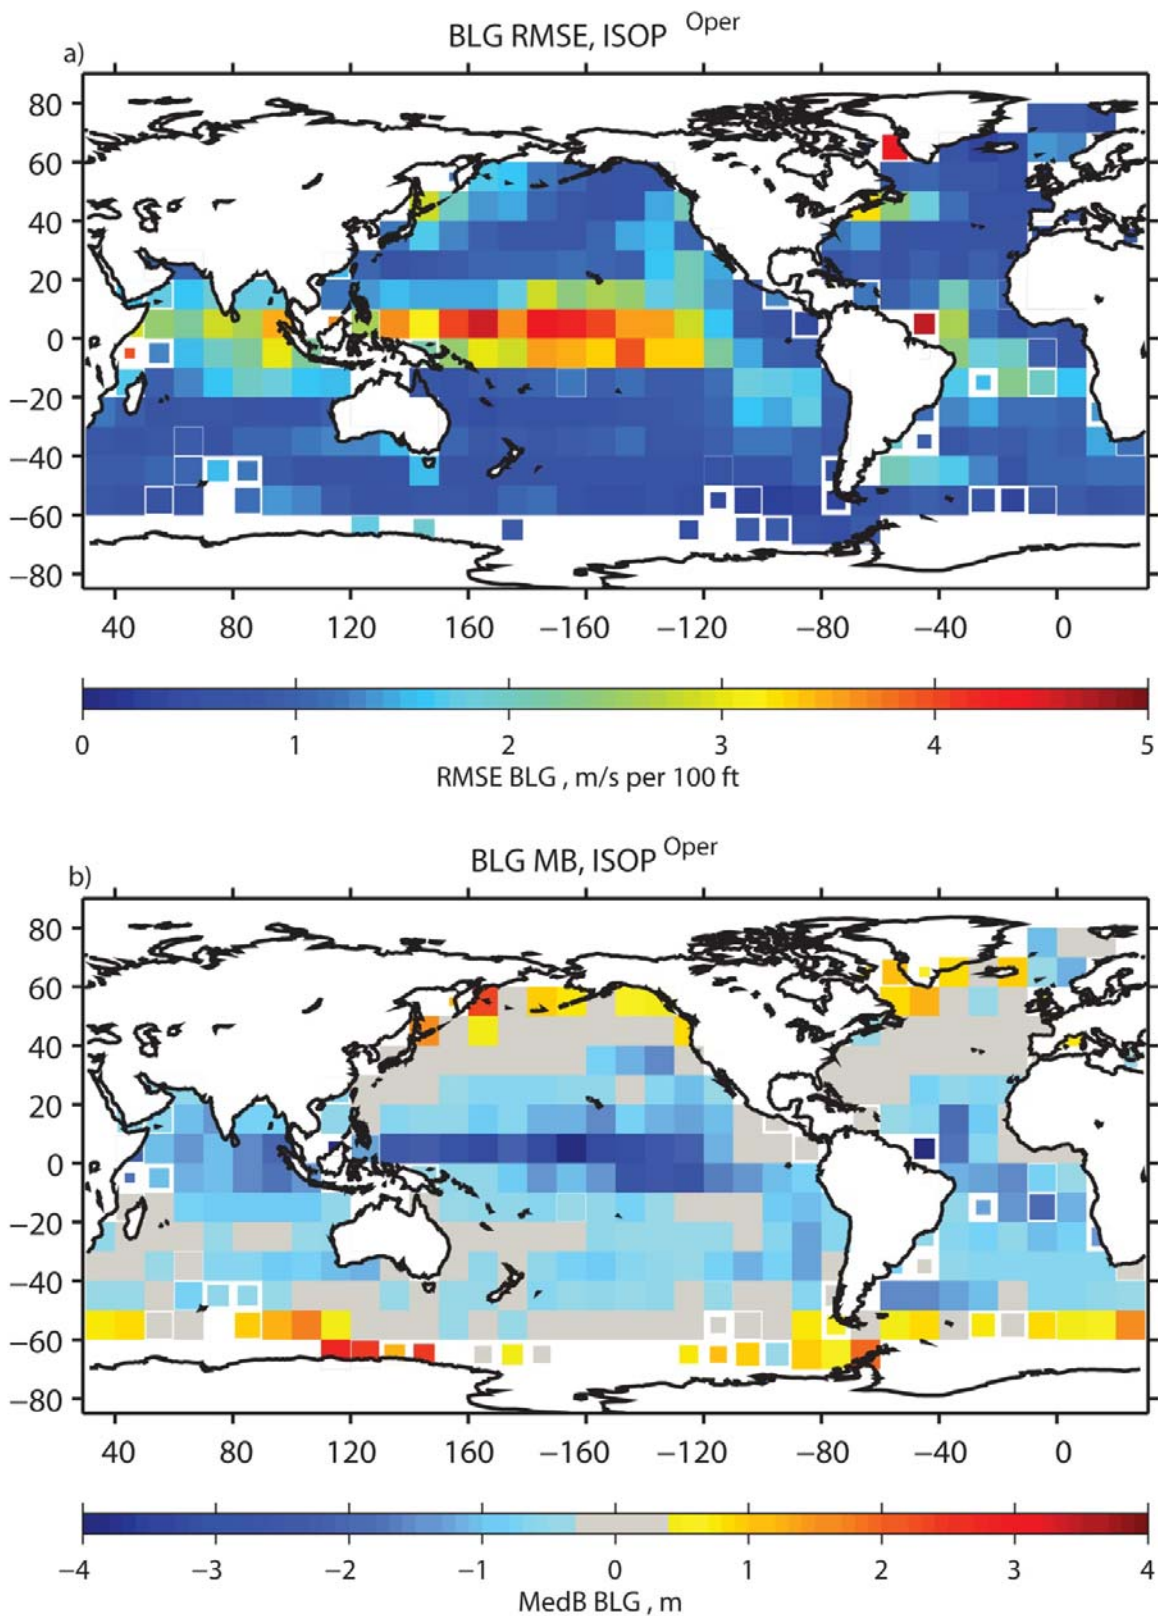 BLG RMSE, ISOP Oper
a)
80
60
40
20
0
−20
−40
−60
−80
40 80 120 160 −160 −120 −80 −40 0
0 1 2 3 4 5
RMSE BLG , m/s per 100 ft
BLG MB, ISOP Oper
b)
80
60
40
20
0
−20
−40
−60
−80
40 80 120 160 −160 −120 −80 −40 0
−4 −3 −2 −1 0 1 2 3 4
MedB BLG , m